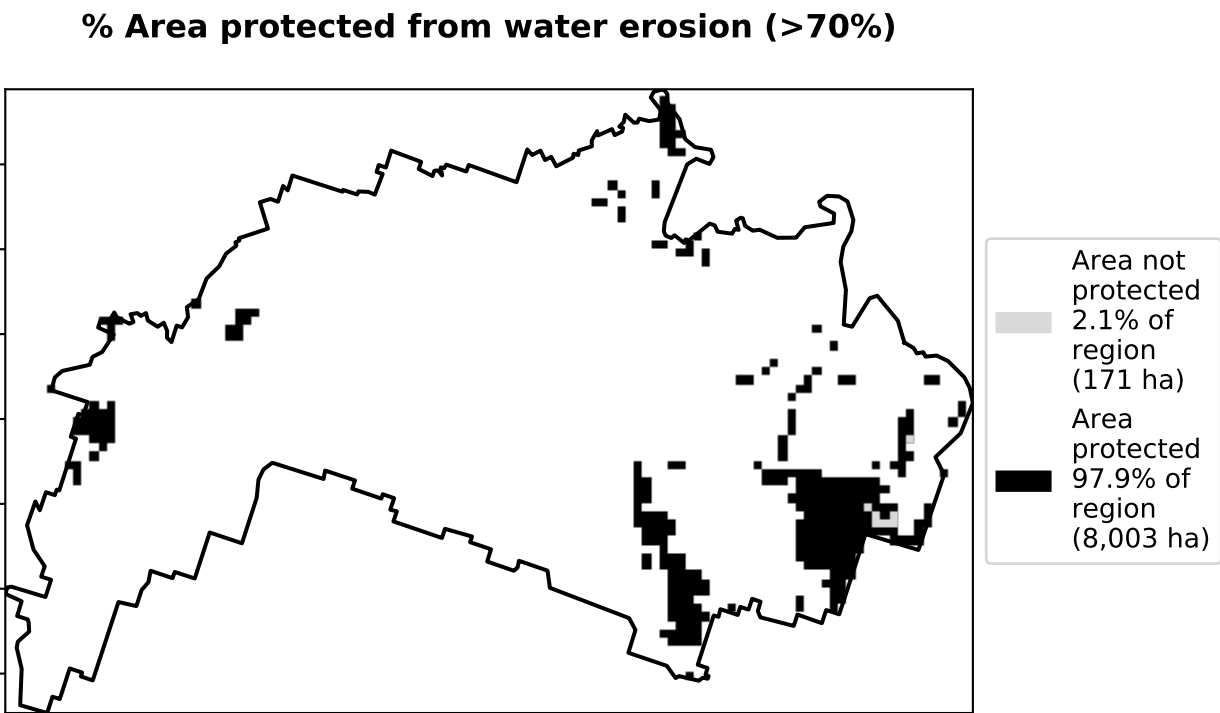 % Area protected from water erosion (>70%)
Area not
protected
2.1% of
region
(171 ha)
Area
protected
97.9% of
region
(8,003 ha)